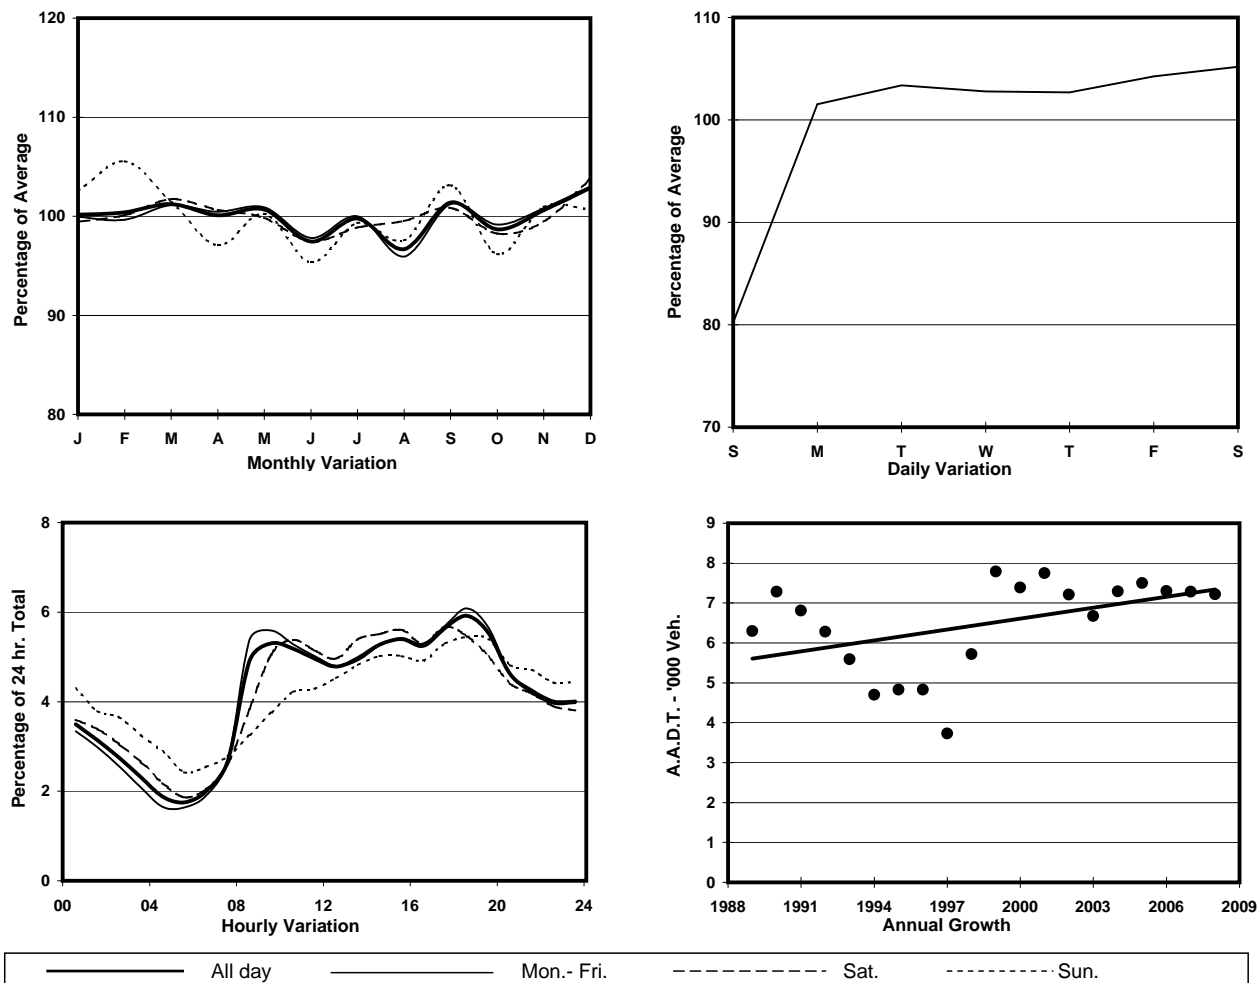 120
110
100
90
80
Percentage of Average
J F M A M J J A S O N D
Monthly Variation
110
100
90
80
70
Percentage of Average
S M T W T F S
Daily Variation
8
6
4
2
0
Percentage of 24 hr. Total
00 04 08 12 16 20 24
Hourly Variation
9
8
7
6
5
4
3
2
1
0
A.A.D.T. - '000 Veh.
1988 1991 1994 1997 2000 2003 2006 2009
Annual Growth
All day Mon.- Fri. Sat. Sun.